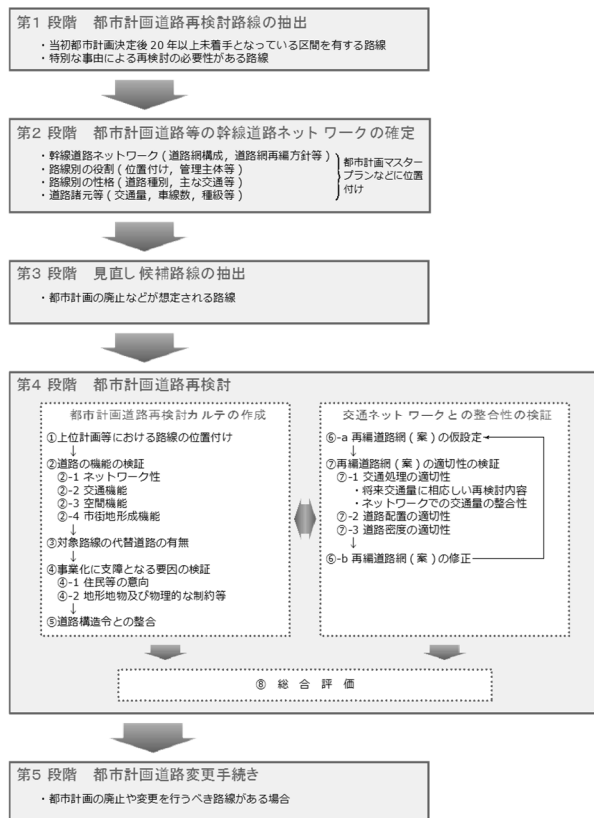 第1 段階　都市計画道路再検討路線の抽出
・当初都市計画決定後 20 年以上未着手となっている区間を有する路線
・特別な事由による再検討の必要性がある路線
第2 段階　都市計画道路等の幹線道路ネットワークの確定
・幹線道路ネットワーク ( 道路網構成，道路網再編方針等 )
・路線別の役割 ( 位置付け，管理主体等 )
・路線別の性格 ( 道路種別，主な交通等 )
・道路諸元等 ( 交通量，車線数，種級等 )
都市計画マスター
プランなどに位置
付け
第3 段階　見直し候補路線の抽出
・都市計画の廃止などが想定される路線
第4 段階　都市計画道路再検討
都市計画道路再検討カルテの作成
①上位計画等における路線の位置付け
↓
②道路の機能の検証
②-1 ネットワーク性
②-2 交通機能
②-3 空間機能
②-4 市街地形成機能
↓
③対象路線の代替道路の有無
↓
④事業化に支障となる要因の検証
④-1 住民等の意向
④-2 地形地物及び物理的な制約等
↓
⑤道路構造令との整合
交通ネットワークとの整合性の検証
⑥-a 再編道路網 ( 案 ) の仮設定
↓
⑦再編道路網 ( 案 ) の適切性の検証
⑦-1 交通処理の適切性
・将来交通量に相応しい再検討内容
・ネットワークでの交通量の整合性
⑦-2 道路配置の適切性
⑦-3 道路密度の適切性
↓
⑥-b 再編道路網 ( 案 ) の修正
⑧　総　合　評　価
第5 段階　都市計画道路変更手続き
・都市計画の廃止や変更を行うべき路線がある場合